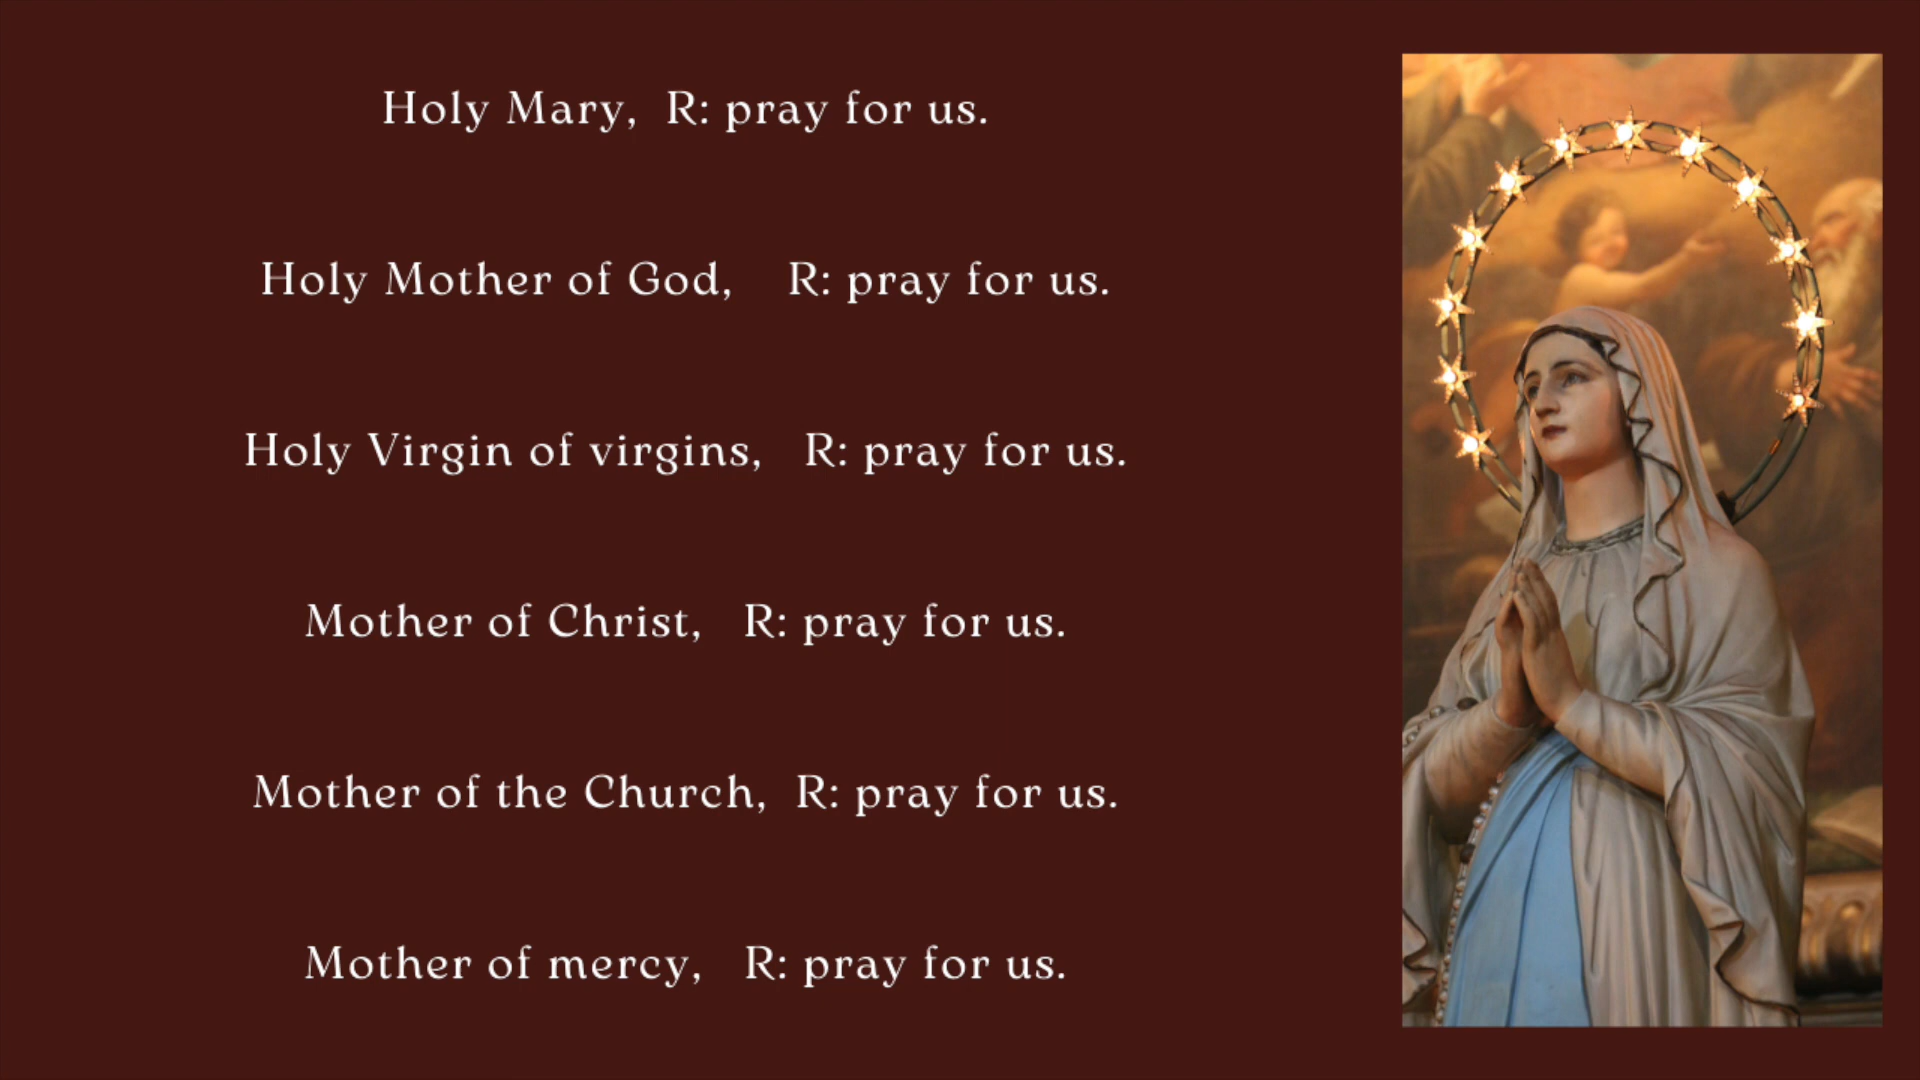 Holy Mary, R: pray for us.
Holy Mother of God, R: pray for us.
Holy Virgin of virgins, R: pray for us.
Mother of Christ, R: pray for us.
Mother of the Church, R: pray for us.
Mother of mercy, R: pray for us.